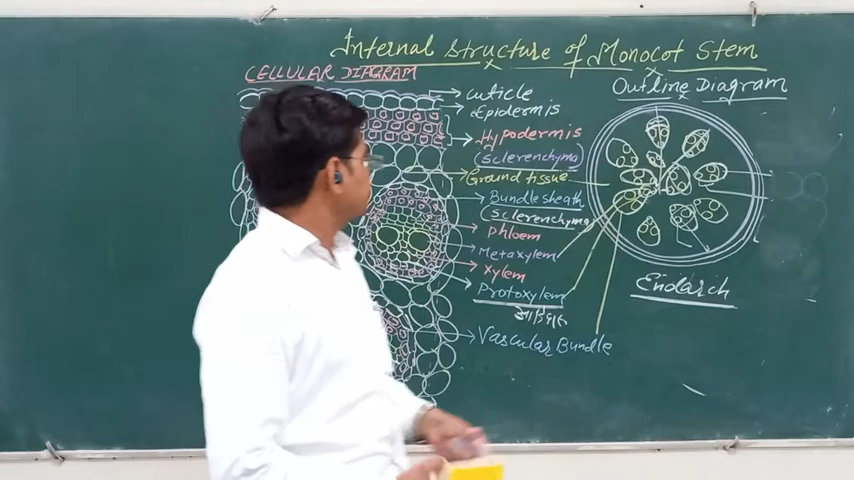 Internal Structure of Monocot Stem
CELLULAR DIAGRAM
Outline Diagram
cuticle
Epidermis
Hypodermis
(Sclerenchyma)
Ground tissue
Bundle sheath
(Sclerenchyma
Phloem
Metaxylem
Xylem
Protoxylem
Vascular Bundle
Endarch